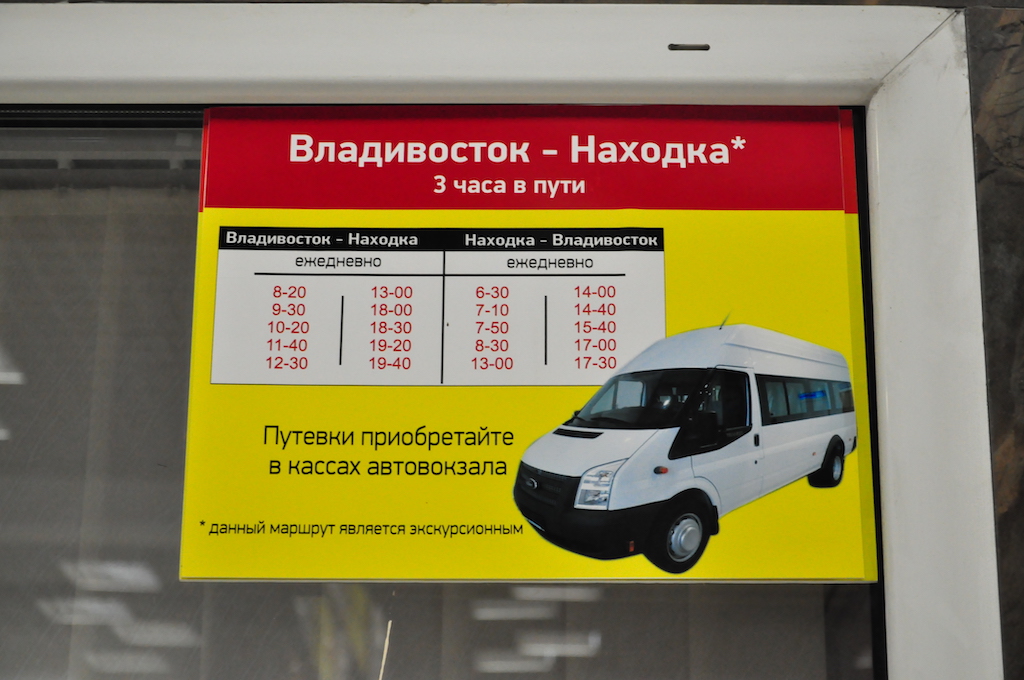 Владивосток - Находка*
3 часа в пути
Владивосток - Находка Находка - Владивосток
ежедневно ежедневно
8-20 13-00 6-30 14-00
9-30 18-00 7-10 14-40
10-20 18-30 7-50 15-40
11-40 19-20 8-30 17-00
12-30 19-40 13-00 17-30
Путевки приобретайте
в кассах автовокзала
* данный маршрут является экскурсионным